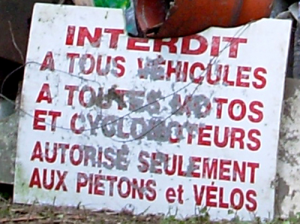 INTERDIT
A TOUS VÉHICULES
A TOUTES MOTOS
ET CYCLOMOTEURS
AUTORISÉ SEULEMENT
AUX PIÉTONS et VÉLOS